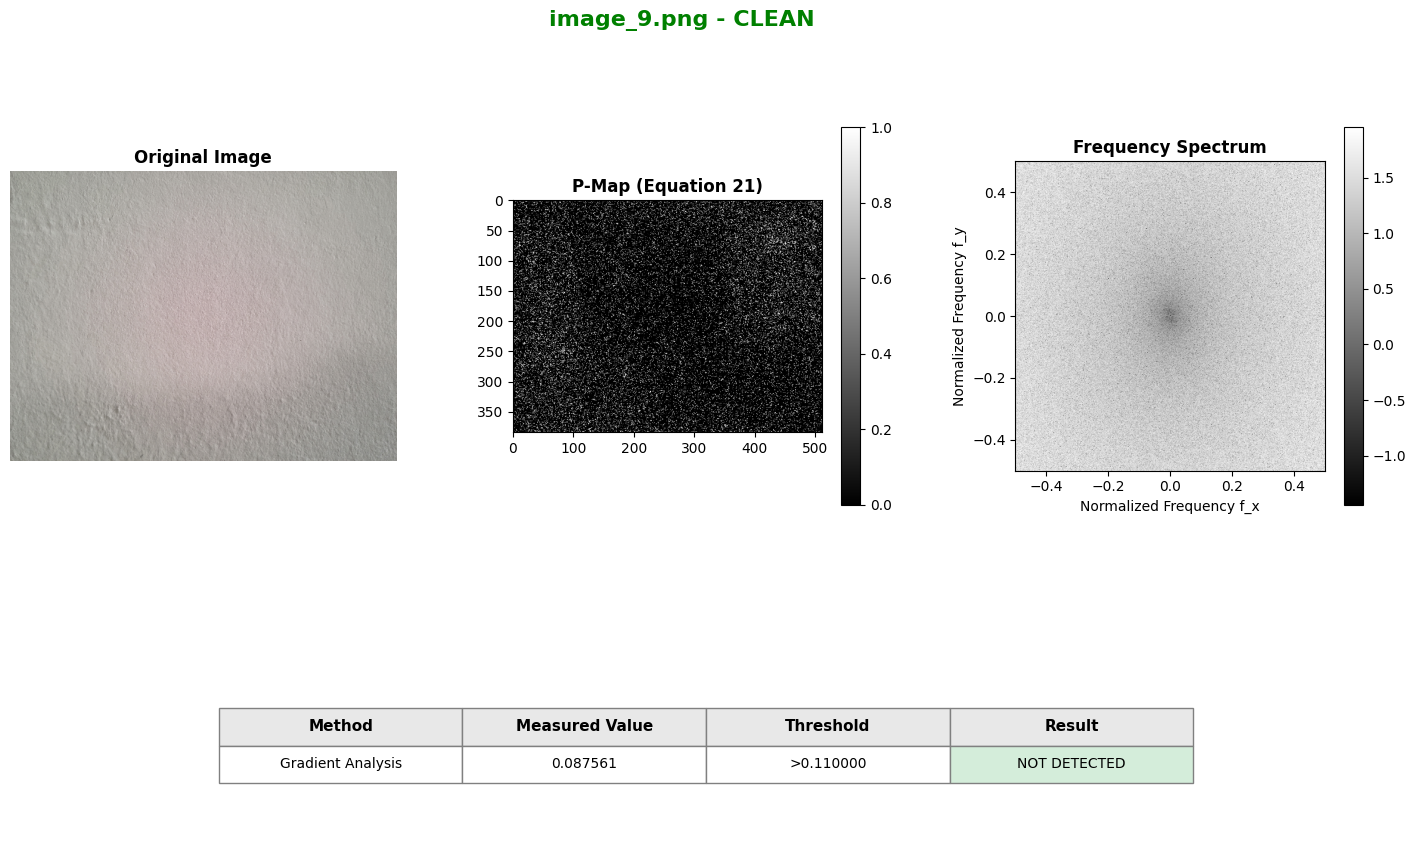 image_9.png - CLEAN
Original Image
P-Map (Equation 21)
0
50
100
150
200
250
300
350
0 100 200 300 400 500
1.0
0.8
0.6
0.4
0.2
0.0
Frequency Spectrum
Normalized Frequency f_y
0.4
0.2
0.0
−0.2
−0.4
−0.4 −0.2 0.0 0.2 0.4
Normalized Frequency f_x
1.5
1.0
0.5
0.0
−0.5
−1.0
Method Measured Value Threshold Result
Gradient Analysis 0.087561 >0.110000 NOT DETECTED